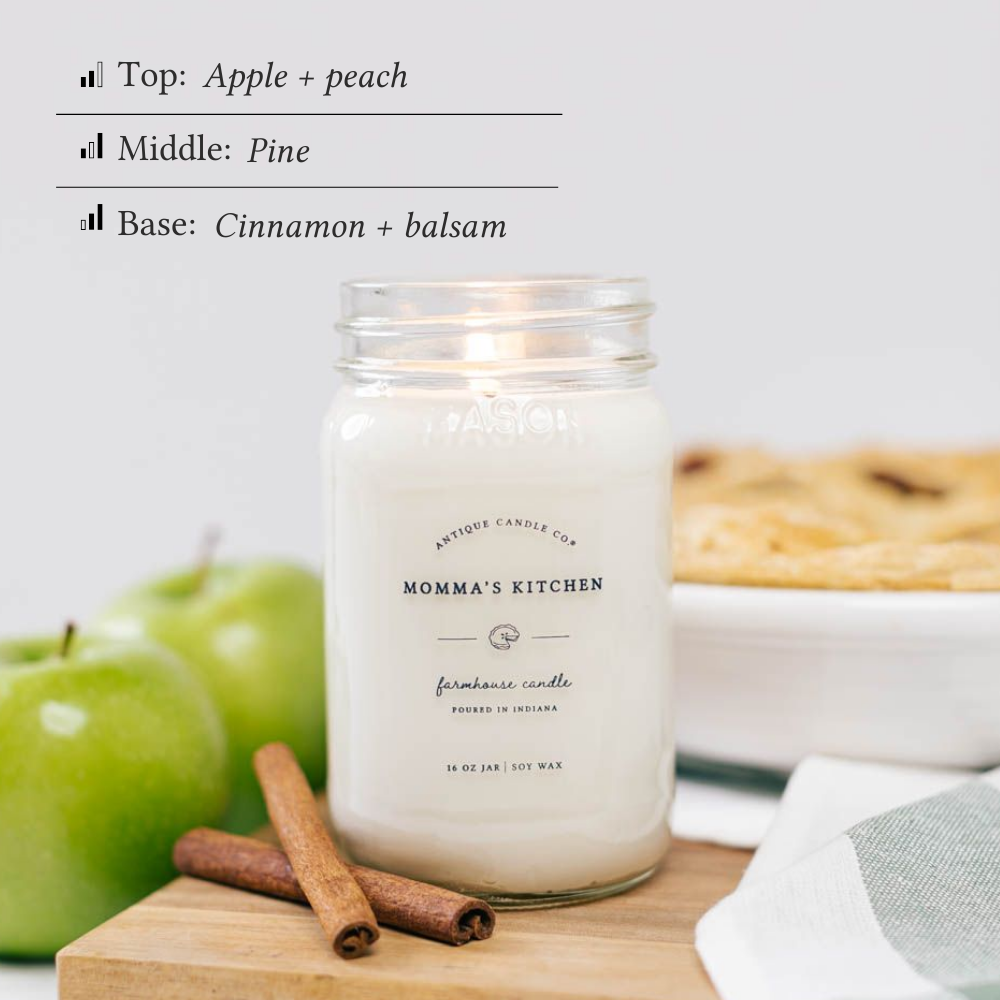 Top: Apple + peach
Middle: Pine
Base: Cinnamon + balsam
MASON
ANTIQUE CANDLE CO.®
MOMMA'S KITCHEN
farmhouse candle
POURED IN INDIANA
16 OZ JAR | SOY WAX